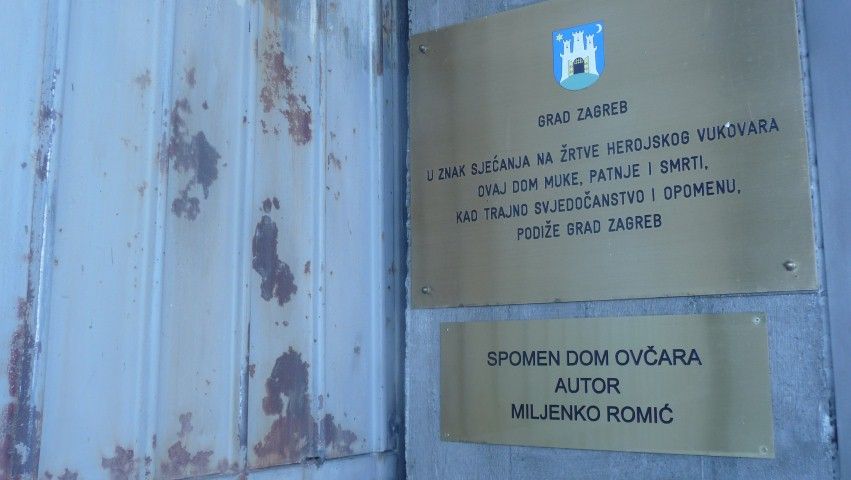 GRAD ZAGREB
U ZNAK SJEĆANJA NA ŽRTVE HEROJSKOG VUKOVARA
OVAJ DOM MUKE, PATNJE I SMRTI,
KAO TRAJNO SVJEDOČANSTVO I OPOMENU,
PODIŽE GRAD ZAGREB
SPOMEN DOM OVČARA
AUTOR
MILJENKO ROMIĆ